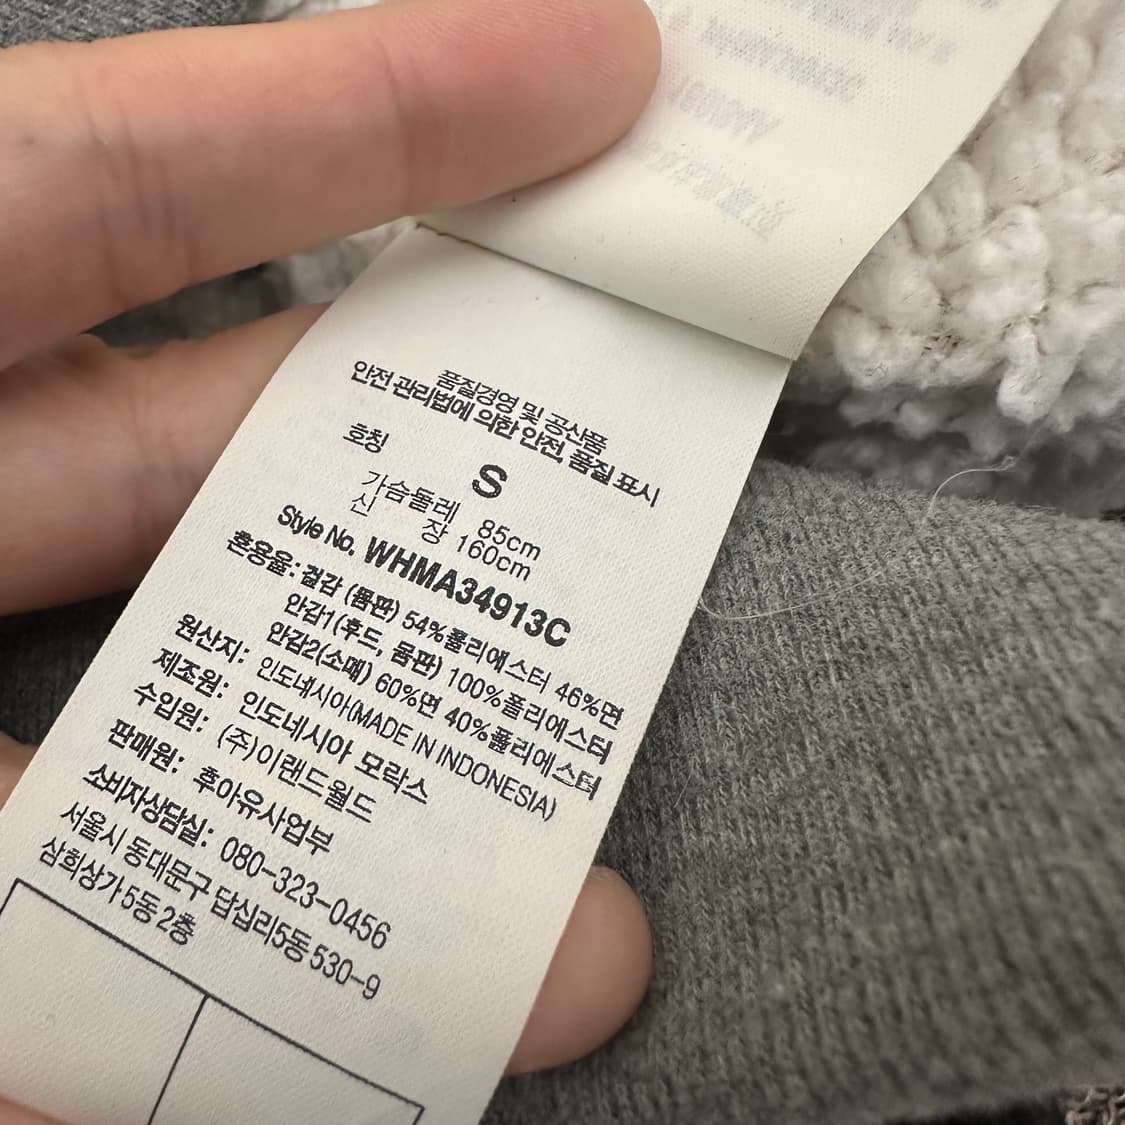 품질경영 및 공산품
안전 관리법에 의한 안전, 품질 표시
호칭
S
가슴둘레 85cm
신 장 160cm
Style No. WHMA34913C
혼용율: 겉감 (몸판) 54%폴리에스터 46%면
안감1(후드, 몸판) 100%폴리에스터
안감2(소매) 60%면 40%폴리에스터
원산지: 인도네시아(MADE IN INDONESIA)
제조원: 인도네시아 모락스
수입원: (주)이랜드월드
판매원: 후아유사업부
소비자상담실: 080-323-0456
서울시 동대문구 답십리5동 530-9
삼희상가 5동 2층